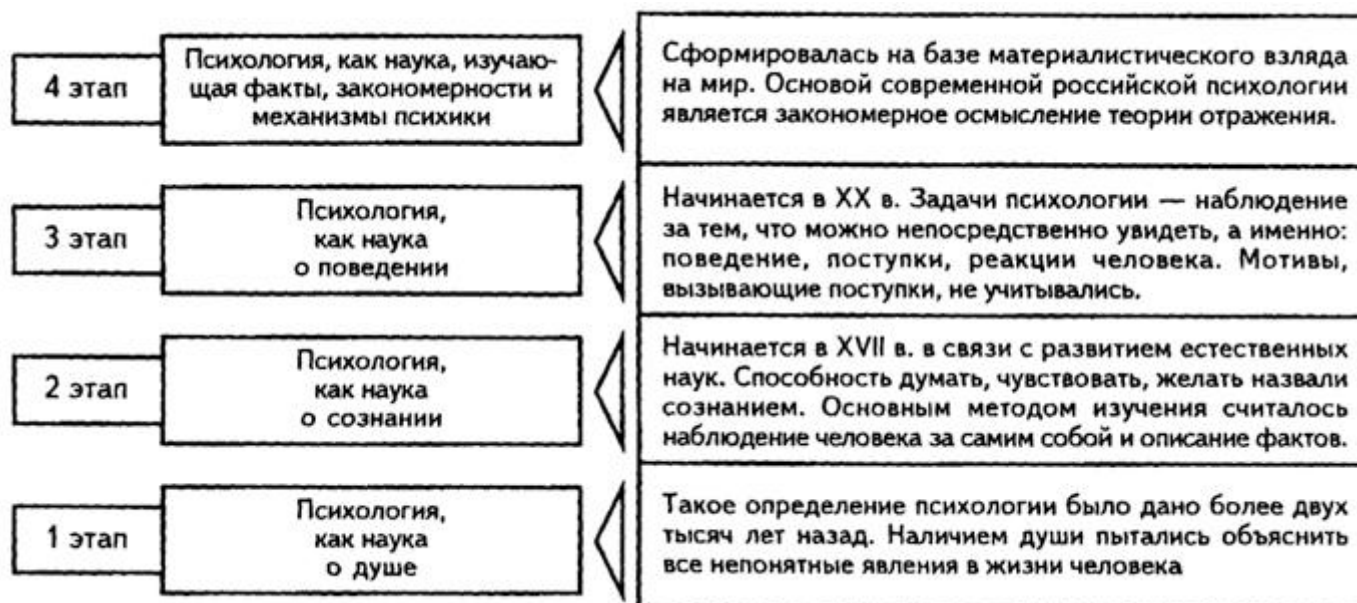 4 этап
Психология, как наука, изучаю-
щая факты, закономерности и
механизмы психики
Сформировалась на базе материалистического взгляда
на мир. Основой современной российской психологии
является закономерное осмысление теории отражения.
3 этап
Психология,
как наука
о поведении
Начинается в XX в. Задачи психологии — наблюдение
за тем, что можно непосредственно увидеть, а именно:
поведение, поступки, реакции человека. Мотивы,
вызывающие поступки, не учитывались.
2 этап
Психология,
как наука
о сознании
Начинается в XVII в. в связи с развитием естественных
наук. Способность думать, чувствовать, желать назвали
сознанием. Основным методом изучения считалось
наблюдение человека за самим собой и описание фактов.
1 этап
Психология,
как наука
о душе
Такое определение психологии было дано более двух
тысяч лет назад. Наличием души пытались объяснить
все непонятные явления в жизни человека